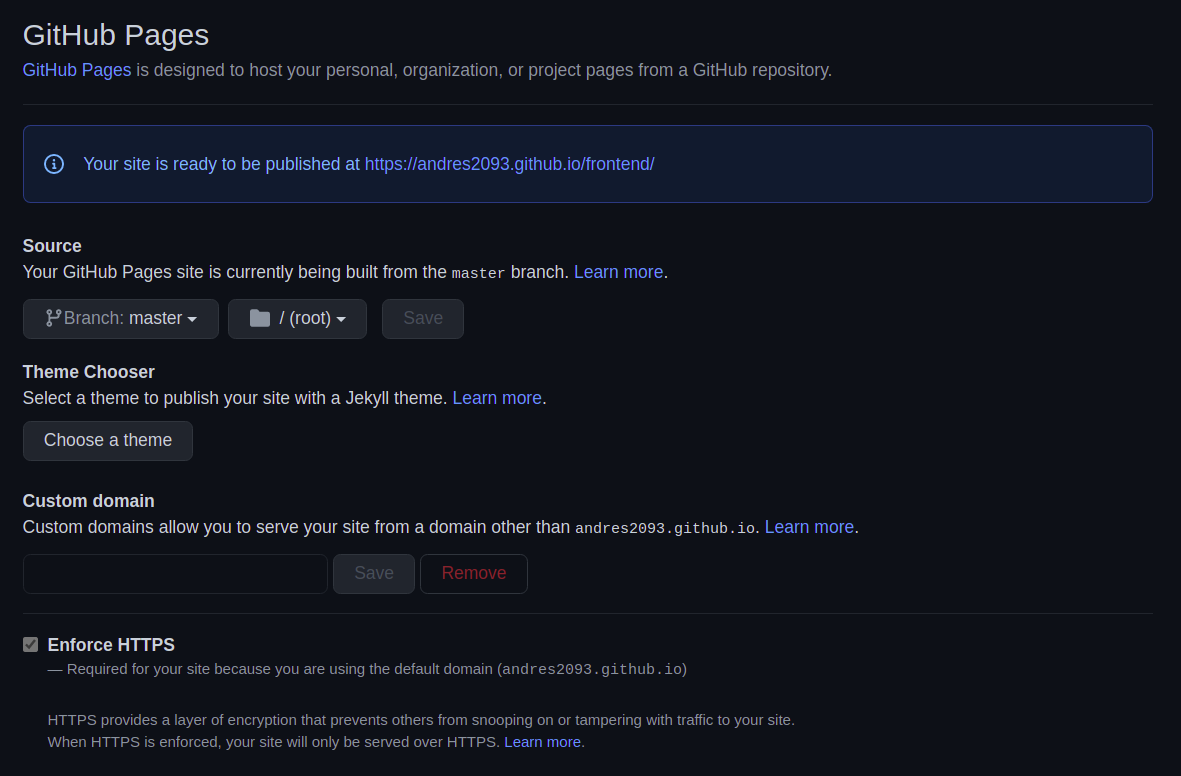 GitHub Pages
GitHub Pages is designed to host your personal, organization, or project pages from a GitHub repository.
Your site is ready to be published at https://andres2093.github.io/frontend/
Source
Your GitHub Pages site is currently being built from the master branch. Learn more.
Branch: master / (root) Save
Theme Chooser
Select a theme to publish your site with a Jekyll theme. Learn more.
Choose a theme
Custom domain
Custom domains allow you to serve your site from a domain other than andres2093.github.io. Learn more.
Save Remove
Enforce HTTPS
— Required for your site because you are using the default domain (andres2093.github.io)
HTTPS provides a layer of encryption that prevents others from snooping on or tampering with traffic to your site.
When HTTPS is enforced, your site will only be served over HTTPS. Learn more.